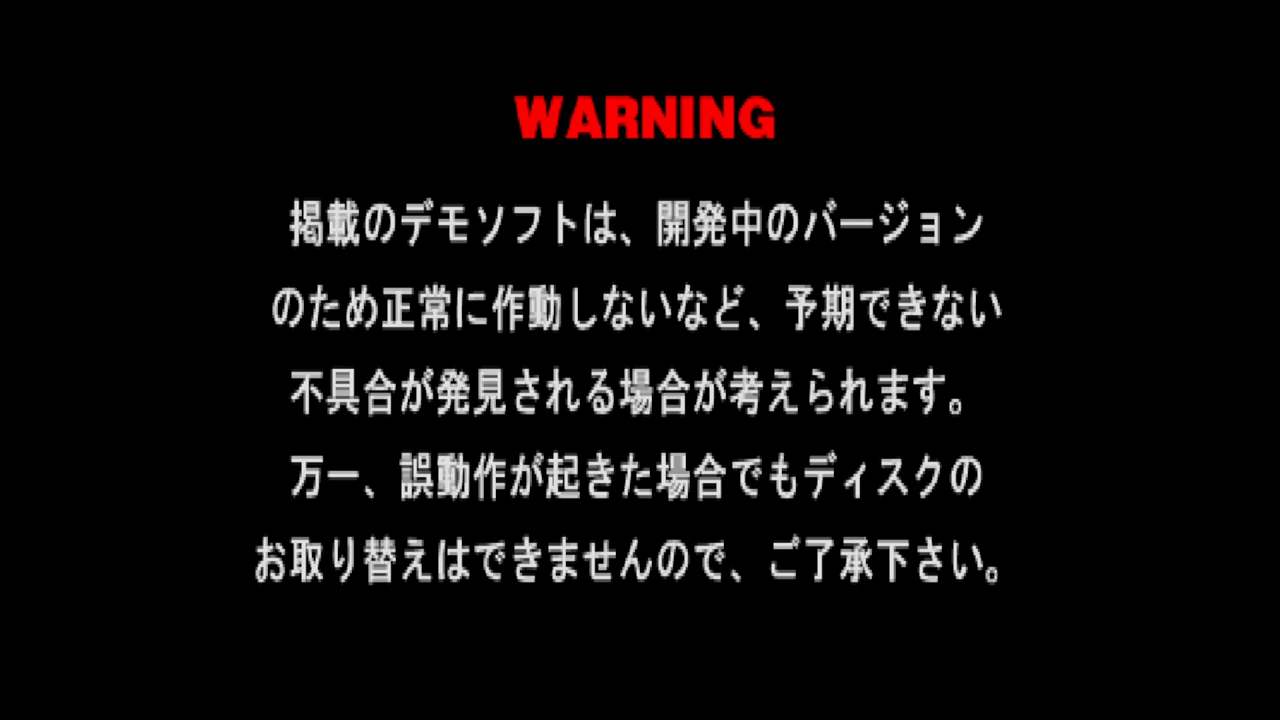 WARNING
掲載のデモソフトは、開発中のバージョン
のため正常に作動しないなど、予期できない
不具合が発見される場合が考えられます。
万一、誤動作が起きた場合でもディスクの
お取り替えはできませんので、ご了承下さい。